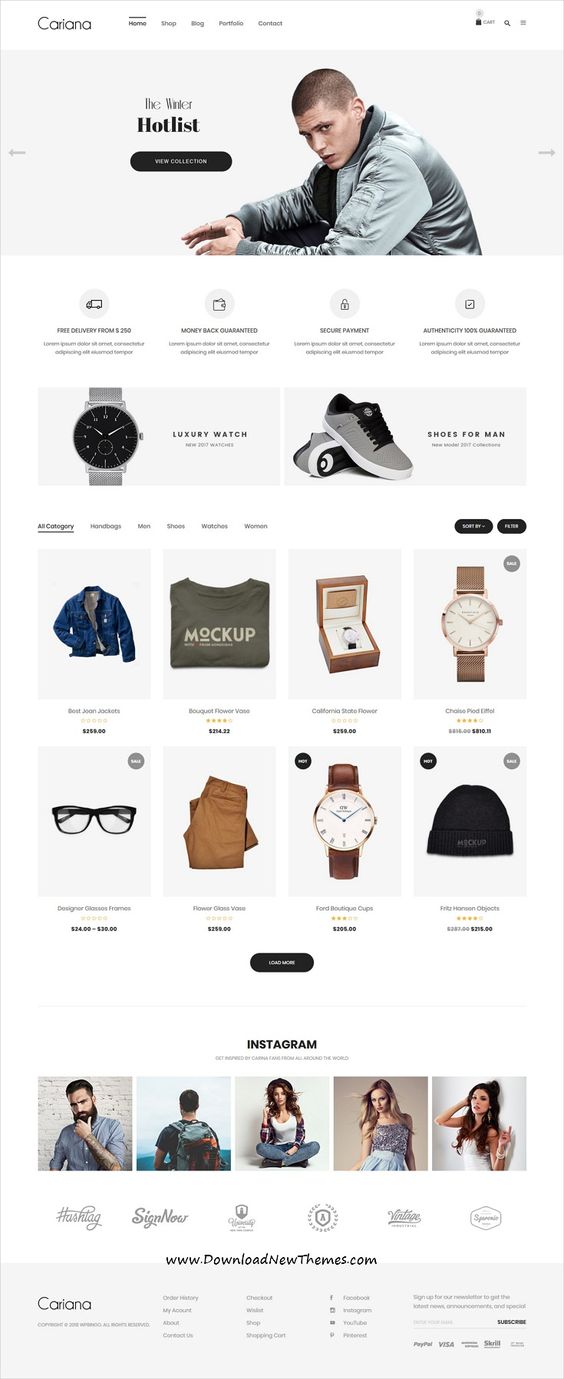 Cariana
Home Shop Blog Portfolio Contact
0
CART
The Winter
Hotlist
VIEW COLLECTION
FREE DELIVERY FROM $ 250
Lorem ipsum dolor sit amet, consectetur
adipiscing elit eiusmod tempor
MONEY BACK GUARANTEED
Lorem ipsum dolor sit amet, consectetur
adipiscing elit eiusmod tempor
SECURE PAYMENT
Lorem ipsum dolor sit amet, consectetur
adipiscing elit eiusmod tempor
AUTHENTICITY 100% GUARANTEED
Lorem ipsum dolor sit amet, consectetur
adipiscing elit eiusmod tempor
LUXURY WATCH
NEW 2017 WATCHES
SHOES FOR MAN
New Model 2017 Collections
All Category Handbags Men Shoes Watches Women
SORT BY
FILTER
MOCKUP
SALE
Best Jean Jackets
$259.00
Bouquet Flower Vase
$214.22
California State Flower
$259.00
Chaise Pied Eiffel
$815.00 $810.11
SALE
HOT
DW
HOT
SALE
MOCKUP
Designer Glasses Frames
$24.00 – $30.00
Flower Glass Vase
$259.00
Ford Boutique Cups
$205.00
Fritz Hansen Objects
$287.00 $215.00
LOAD MORE
INSTAGRAM
GET INSPIRED BY CARINA FANS FROM ALL AROUND THE WORLD
Hashtag
SignNow
University
A
Vintage
INDUSTRIAL
www.DownloadNewThemes.com
Cariana
COPYRIGHT © 2018 WPBINGO. ALL RIGHTS RESERVED.
Order History
My Acount
About
Contact Us
Checkout
Wislist
Shop
Shopping Cart
Facebook
Instagram
YouTube
Pinterest
Sign up for our newsletter to get the
latest news, announcements, and special
ENTER YOUR EMAIL
SUBSCRIBE
PayPal VISA Skrill